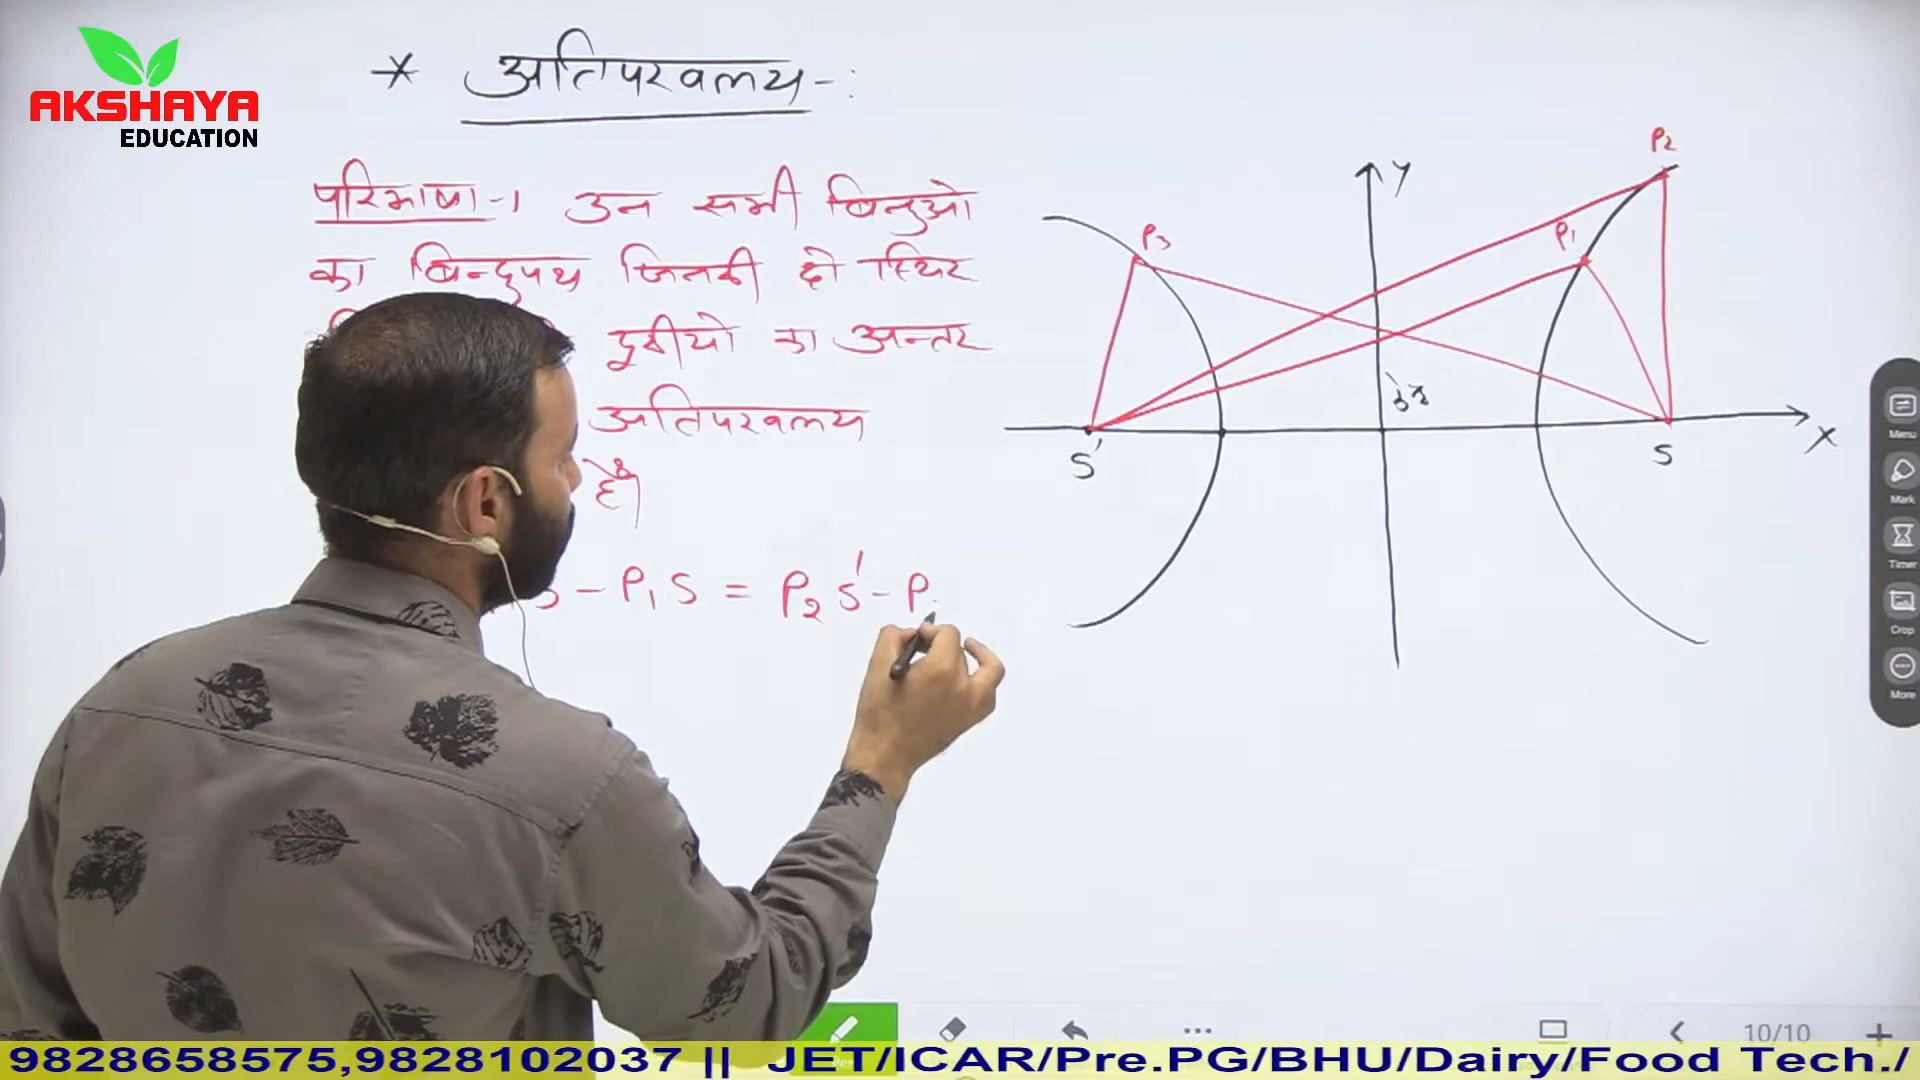 AKSHAYA
EDUCATION
* अतिपरवलय -:
परिभाषा -। उन सभी बिन्दुओ
का बिन्दुपथ जिनकी दो स्थिर
दूरीयो का अन्तर
अतिपरवलय
है।
S - P₁S = P₂S' - P
P₂
P₁
P₃
Y
X
S'
S
Menu
Mark
Timer
Crop
More
10/10
9828658575,9828102037 || JET/ICAR/Pre.PG/BHU/Dairy/Food Tech./